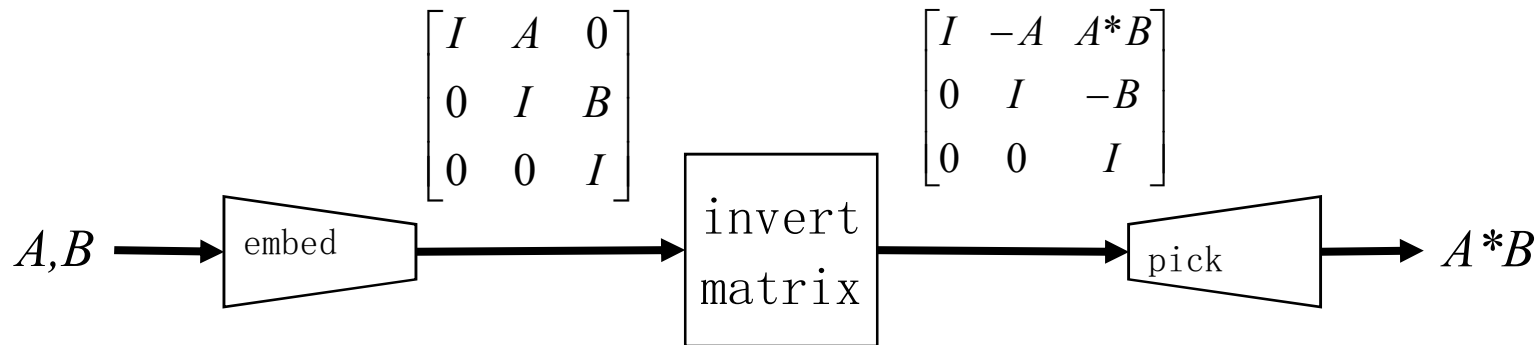 I A 0
0 I B
0 0 I
I -A A*B
0 I -B
0 0 I
A,B
embed
invert
matrix
pick
A*B